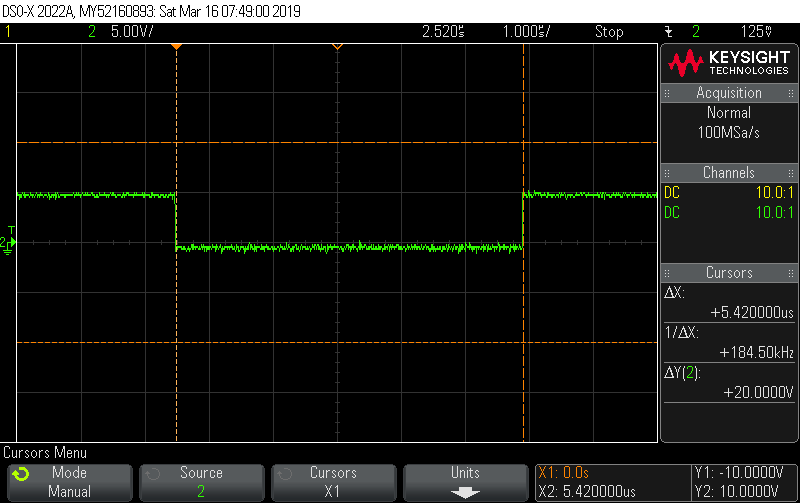 DSO-X 2022A, MY52160893: Sat Mar 16 07:49:00 2019
1 2 5.00V/ 2.520s 1.000s/ Stop 2 125mV
KEYSIGHT
TECHNOLOGIES
Acquisition
Normal
100MSa/s
Channels
DC 10.0:1
DC 10.0:1
Cursors
ΔX:
+5.420000us
1/ΔX:
+184.50kHz
ΔY(2):
+20.0000V
T
2
Cursors Menu
Mode
Manual
Source
2
Cursors
X1
Units
X1: 0.0s
X2: 5.420000us
Y1: -10.0000V
Y2: 10.0000V